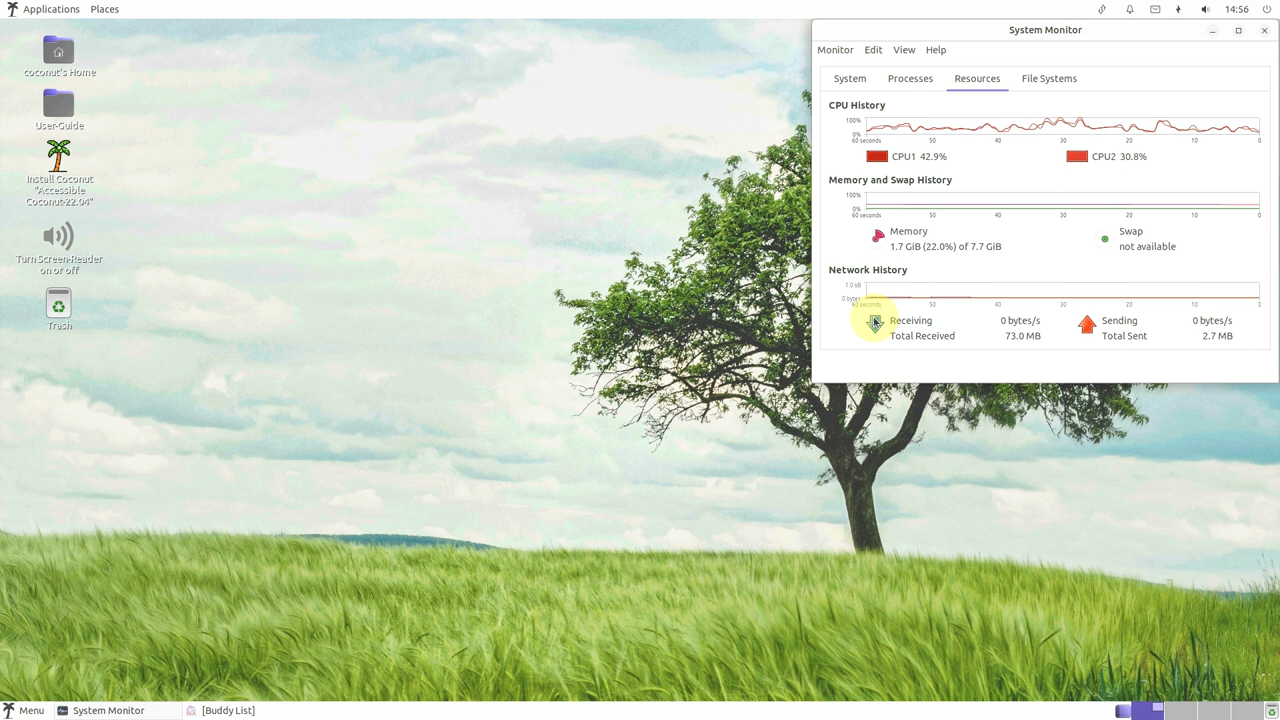 Applications Places
14:56
coconut's Home
User-Guide
Install Coconut
"Accessible
Coconut-22.04"
Turn Screen-Reader
on or off
Trash
System Monitor
Monitor Edit View Help
System Processes Resources File Systems
CPU History
100%
0%
60 seconds 50 40 30 20 10 0
CPU1 42.9% CPU2 30.8%
Memory and Swap History
100%
0%
60 seconds 50 40 30 20 10 0
Memory
1.7 GiB (22.0%) of 7.7 GiB
Swap
not available
Network History
1.0 kB
0 bytes
60 seconds 50 40 30 20 10 0
Receiving 0 bytes/s
Total Received 73.0 MB
Sending 0 bytes/s
Total Sent 2.7 MB
Menu System Monitor [Buddy List]